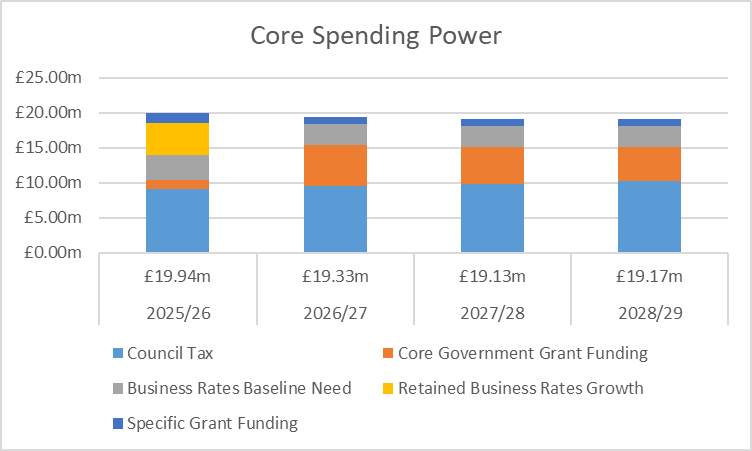 Core Spending Power
£25.00m
£20.00m
£15.00m
£10.00m
£5.00m
£0.00m
£19.94m £19.33m £19.13m £19.17m
2025/26 2026/27 2027/28 2028/29
Council Tax Core Government Grant Funding
Business Rates Baseline Need Retained Business Rates Growth
Specific Grant Funding